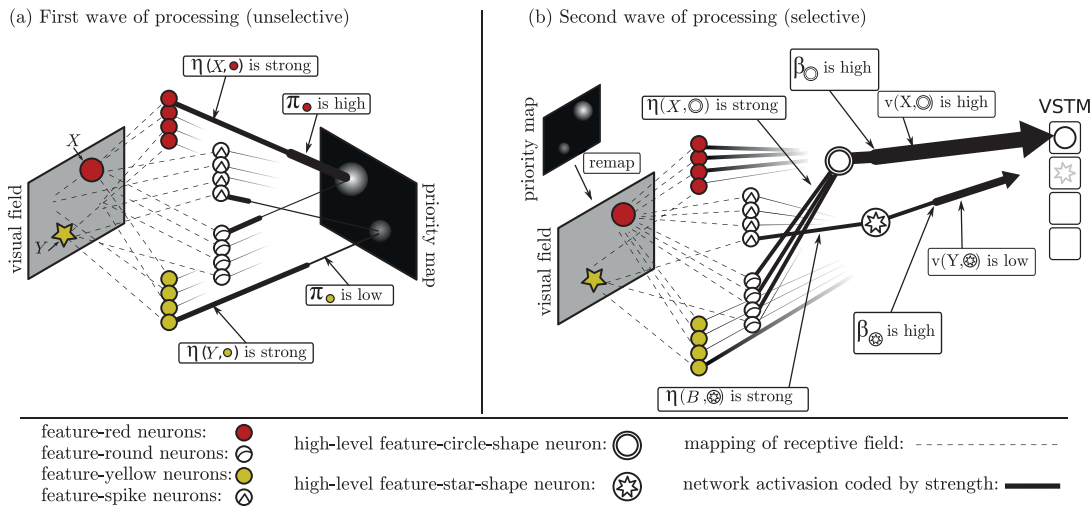 (a) First wave of processing (unselective)
η(X,●) is strong
π● is high
X
Y
visual field
priority map
π● is low
η(Y,●) is strong
(b) Second wave of processing (selective)
priority map
remap
visual field
η(X,◎) is strong
β◎ is high
v(X,◎) is high
VSTM
X
Y
v(Y,✪) is low
β✪ is high
η(B,✪) is strong
feature-red neurons:
feature-round neurons:
feature-yellow neurons:
feature-spike neurons:
high-level feature-circle-shape neuron:
high-level feature-star-shape neuron:
mapping of receptive field:
network activasion coded by strength: